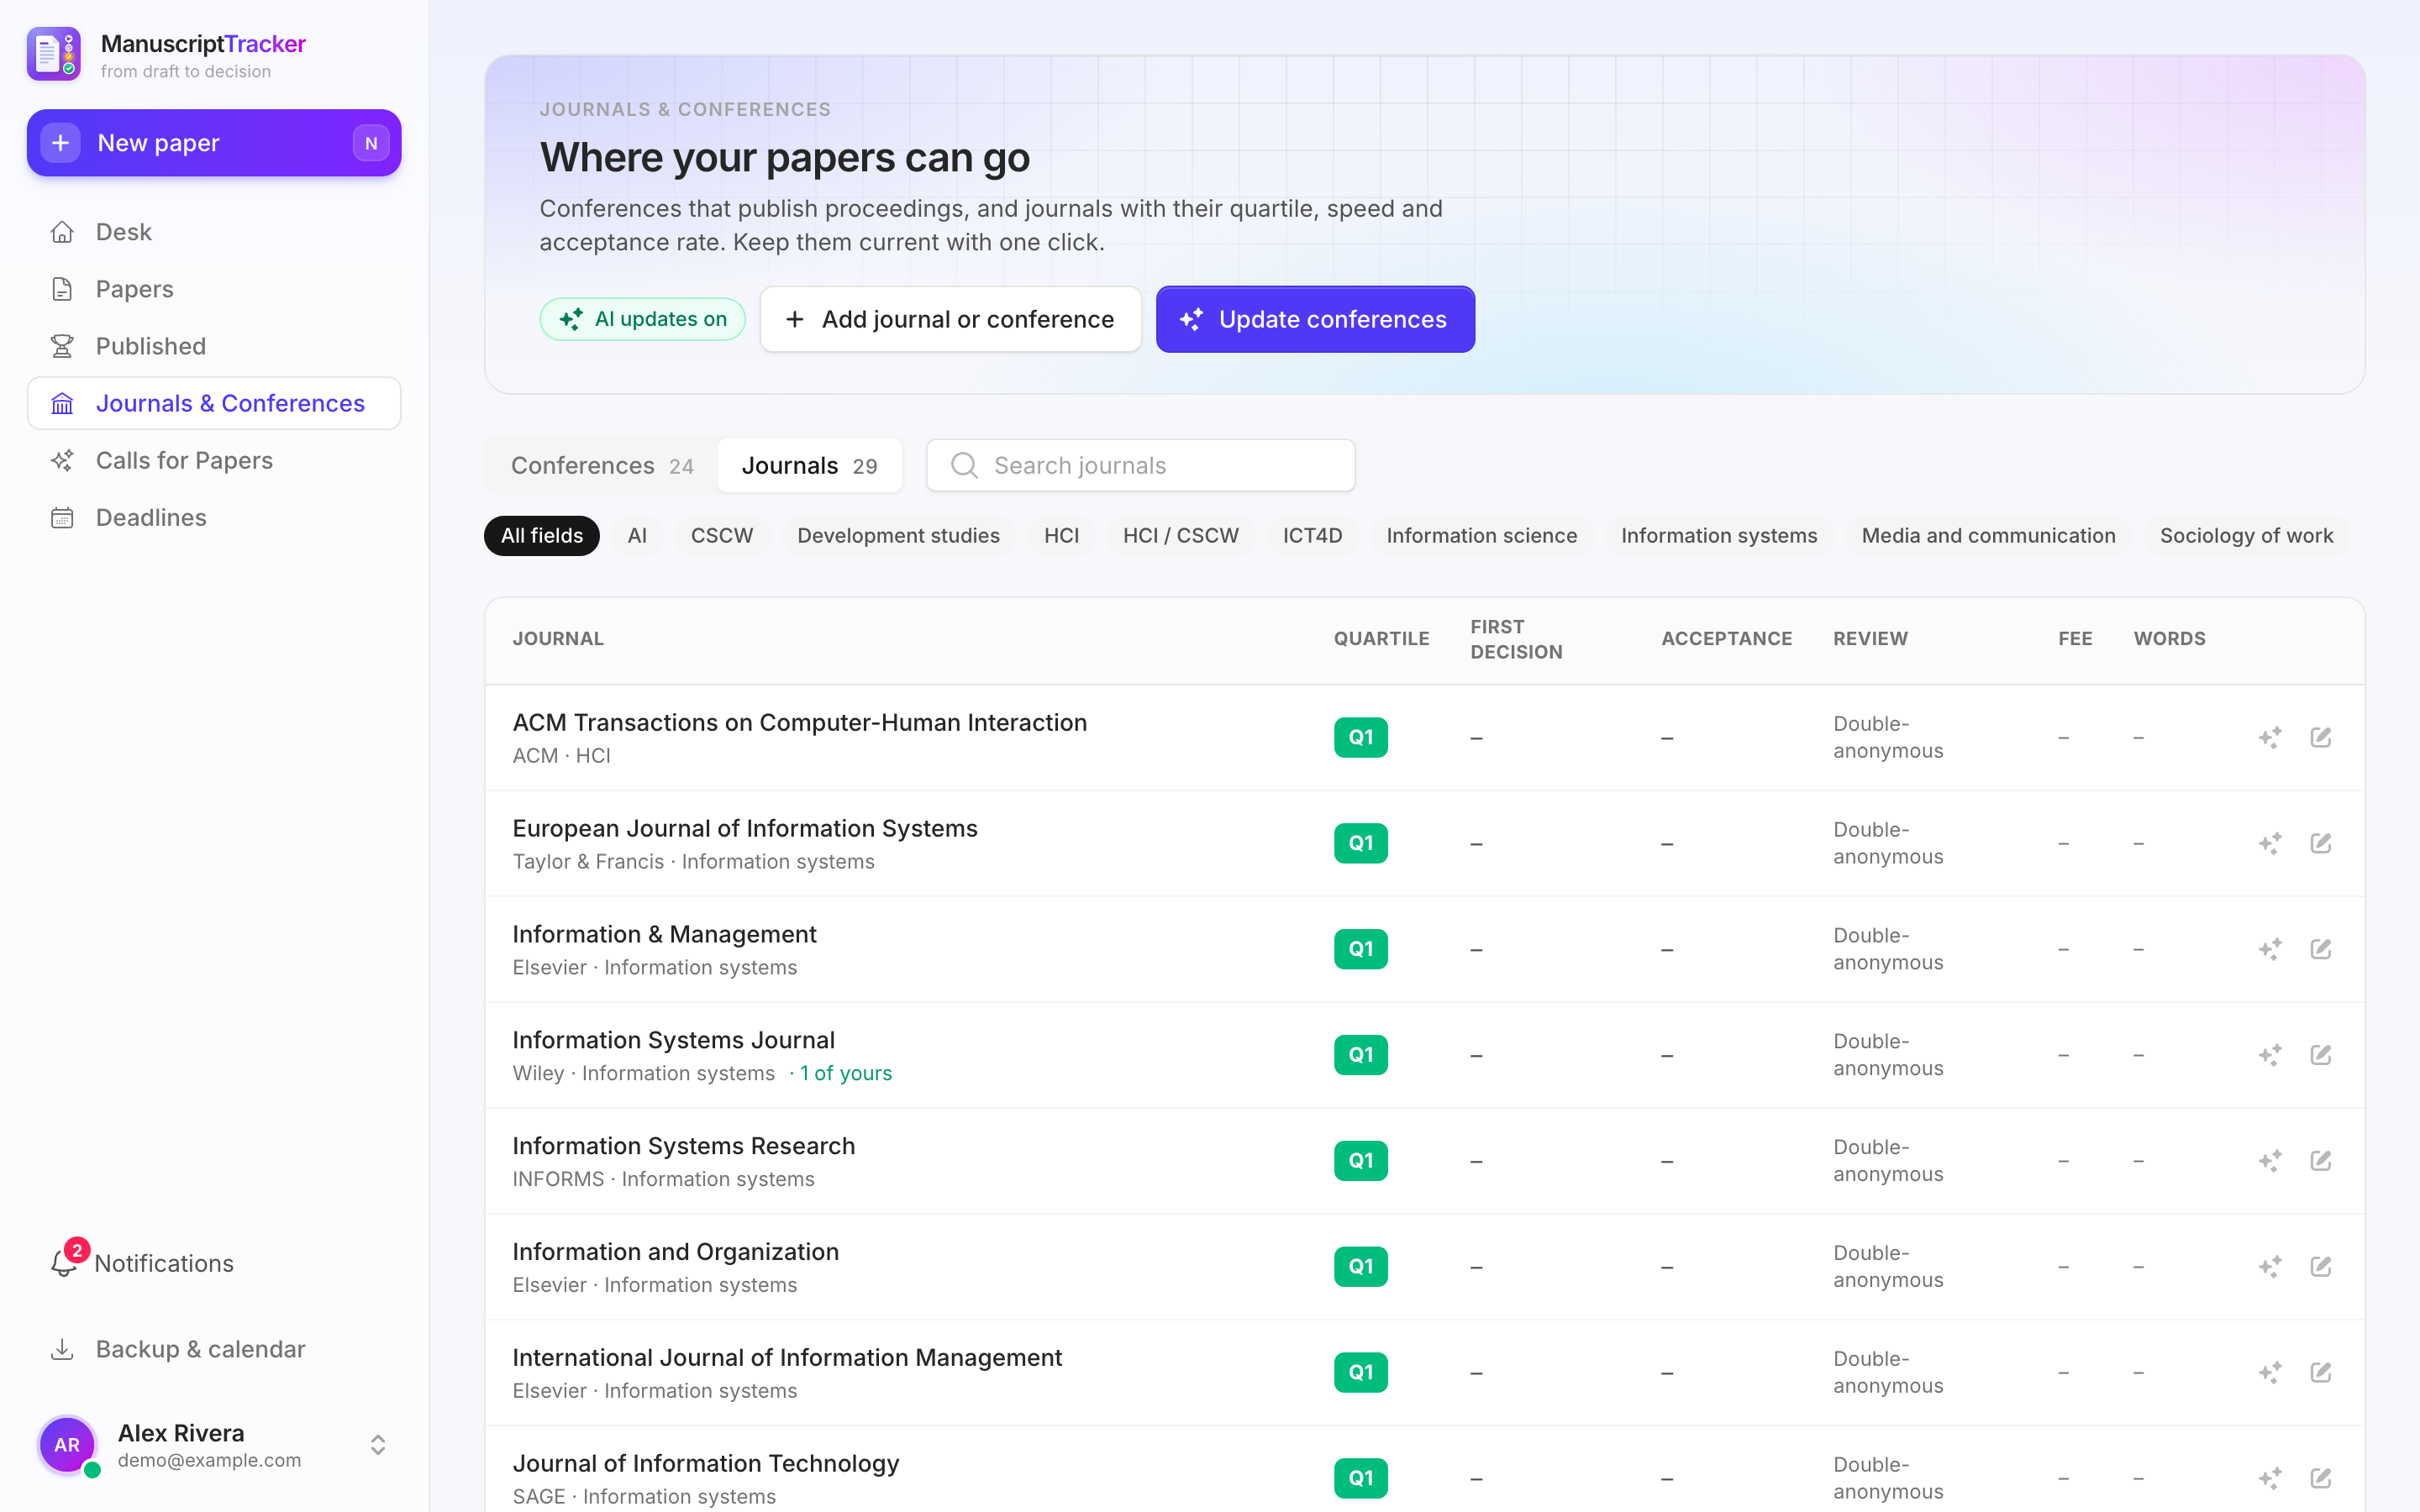 ManuscriptTracker
from draft to decision
New paper N
Desk
Papers
Published
Journals & Conferences
Calls for Papers
Deadlines
2
Notifications
Backup & calendar
AR
Alex Rivera
demo@example.com
JOURNALS & CONFERENCES
Where your papers can go
Conferences that publish proceedings, and journals with their quartile, speed and
acceptance rate. Keep them current with one click.
AI updates on
Add journal or conference
Update conferences
Conferences 24 Journals 29 Search journals
All fields AI CSCW Development studies HCI HCI / CSCW ICT4D Information science Information systems Media and communication Sociology of work
JOURNAL QUARTILE FIRST DECISION ACCEPTANCE REVIEW FEE WORDS
ACM Transactions on Computer-Human Interaction
ACM · HCI
Q1 – – Double-
anonymous – –
European Journal of Information Systems
Taylor & Francis · Information systems
Q1 – – Double-
anonymous – –
Information & Management
Elsevier · Information systems
Q1 – – Double-
anonymous – –
Information Systems Journal
Wiley · Information systems · 1 of yours
Q1 – – Double-
anonymous – –
Information Systems Research
INFORMS · Information systems
Q1 – – Double-
anonymous – –
Information and Organization
Elsevier · Information systems
Q1 – – Double-
anonymous – –
International Journal of Information Management
Elsevier · Information systems
Q1 – – Double-
anonymous – –
Journal of Information Technology
SAGE · Information systems
Q1 – – Double-
anonymous – –